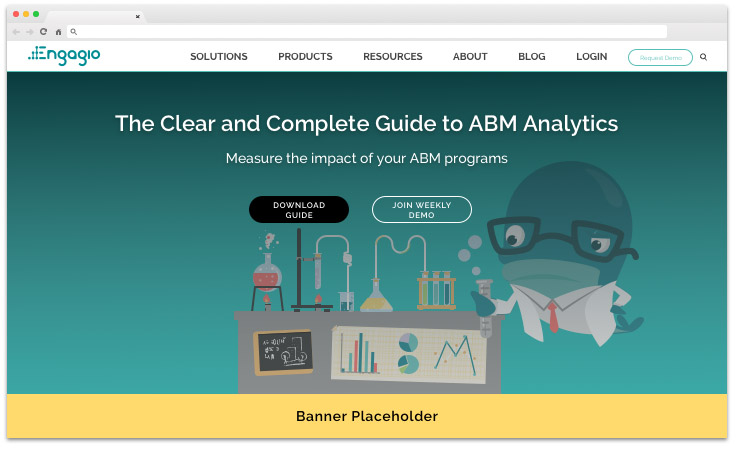 Engagio
SOLUTIONS
PRODUCTS
RESOURCES
ABOUT
BLOG
LOGIN
Request Demo
The Clear and Complete Guide to ABM Analytics
Measure the impact of your ABM programs
DOWNLOAD
GUIDE
JOIN WEEKLY
DEMO
Banner Placeholder